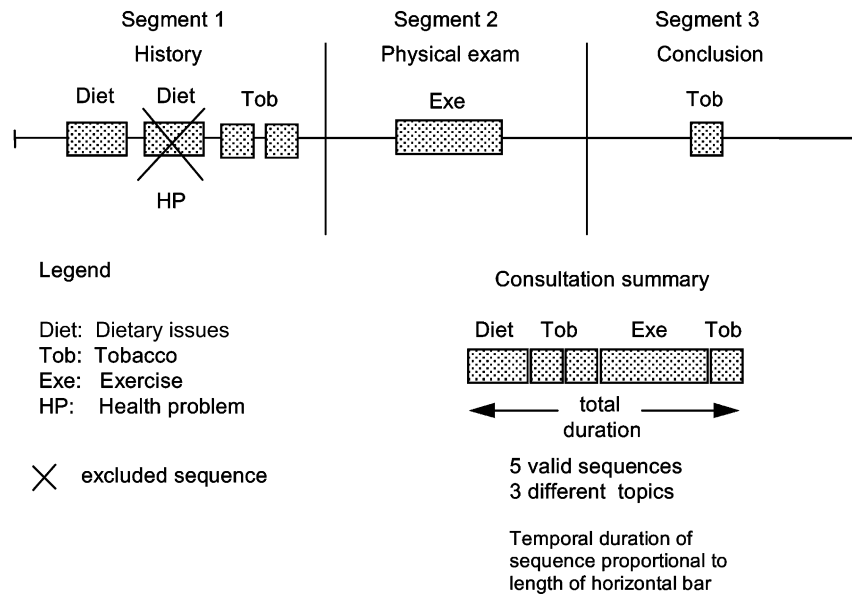 Segment 1
Segment 2
Segment 3
History
Physical exam
Conclusion
Diet
Diet
Tob
Exe
Tob
HP
Legend
Diet: Dietary issues
Tob: Tobacco
Exe: Exercise
HP: Health problem
excluded sequence
Consultation summary
Diet
Tob
Exe
Tob
total
duration
5 valid sequences
3 different topics
Temporal duration of
sequence proportional to
length of horizontal bar